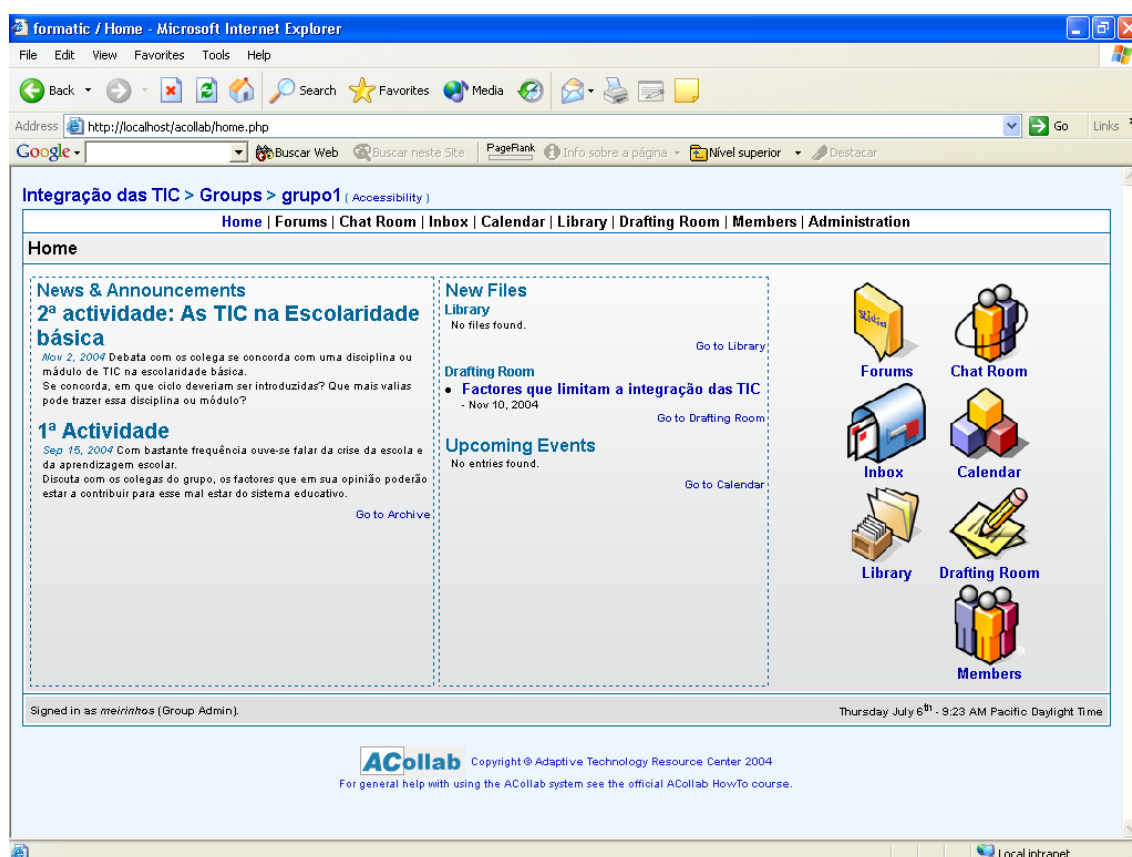 formatic / Home - Microsoft Internet Explorer
File Edit View Favorites Tools Help
Back Search Favorites Media
Address http://localhost/acollab/home.php Go Links
Google Buscar Web Buscar neste Site PageRank Info sobre a página Nível superior Destacar
Integração das TIC > Groups > grupo1 ( Accessibility )
Home | Forums | Chat Room | Inbox | Calendar | Library | Drafting Room | Members | Administration
Home
News & Announcements
2ª actividade: As TIC na Escolaridade
básica
Nov 2, 2004 Debata com os colega se concorda com uma disciplina ou
mádulo de TIC na escolaridade básica.
Se concorda, em que ciclo deveriam ser introduzidas? Que mais valias
pode trazer essa disciplina ou módulo?
1ª Actividade
Sep 15, 2004 Com bastante frequência ouve-se falar da crise da escola e
da aprendizagem escolar.
Discuta com os colegas do grupo, os factores que em sua opinião poderão
estar a contribuir para esse mal estar do sistema educativo.
Go to Archive
New Files
Library
No files found.
Go to Library
Drafting Room
• Factores que limitam a integração das TIC
- Nov 10, 2004
Go to Drafting Room
Upcoming Events
No entries found.
Go to Calendar
Forums Chat Room
Inbox Calendar
Library Drafting Room
Members
Signed in as meirinhos (Group Admin).
Thursday July 6th - 9:23 AM Pacific Daylight Time
ACollab Copyright © Adaptive Technology Resource Center 2004
For general help with using the ACollab system see the official ACollab HowTo course.
Local intranet